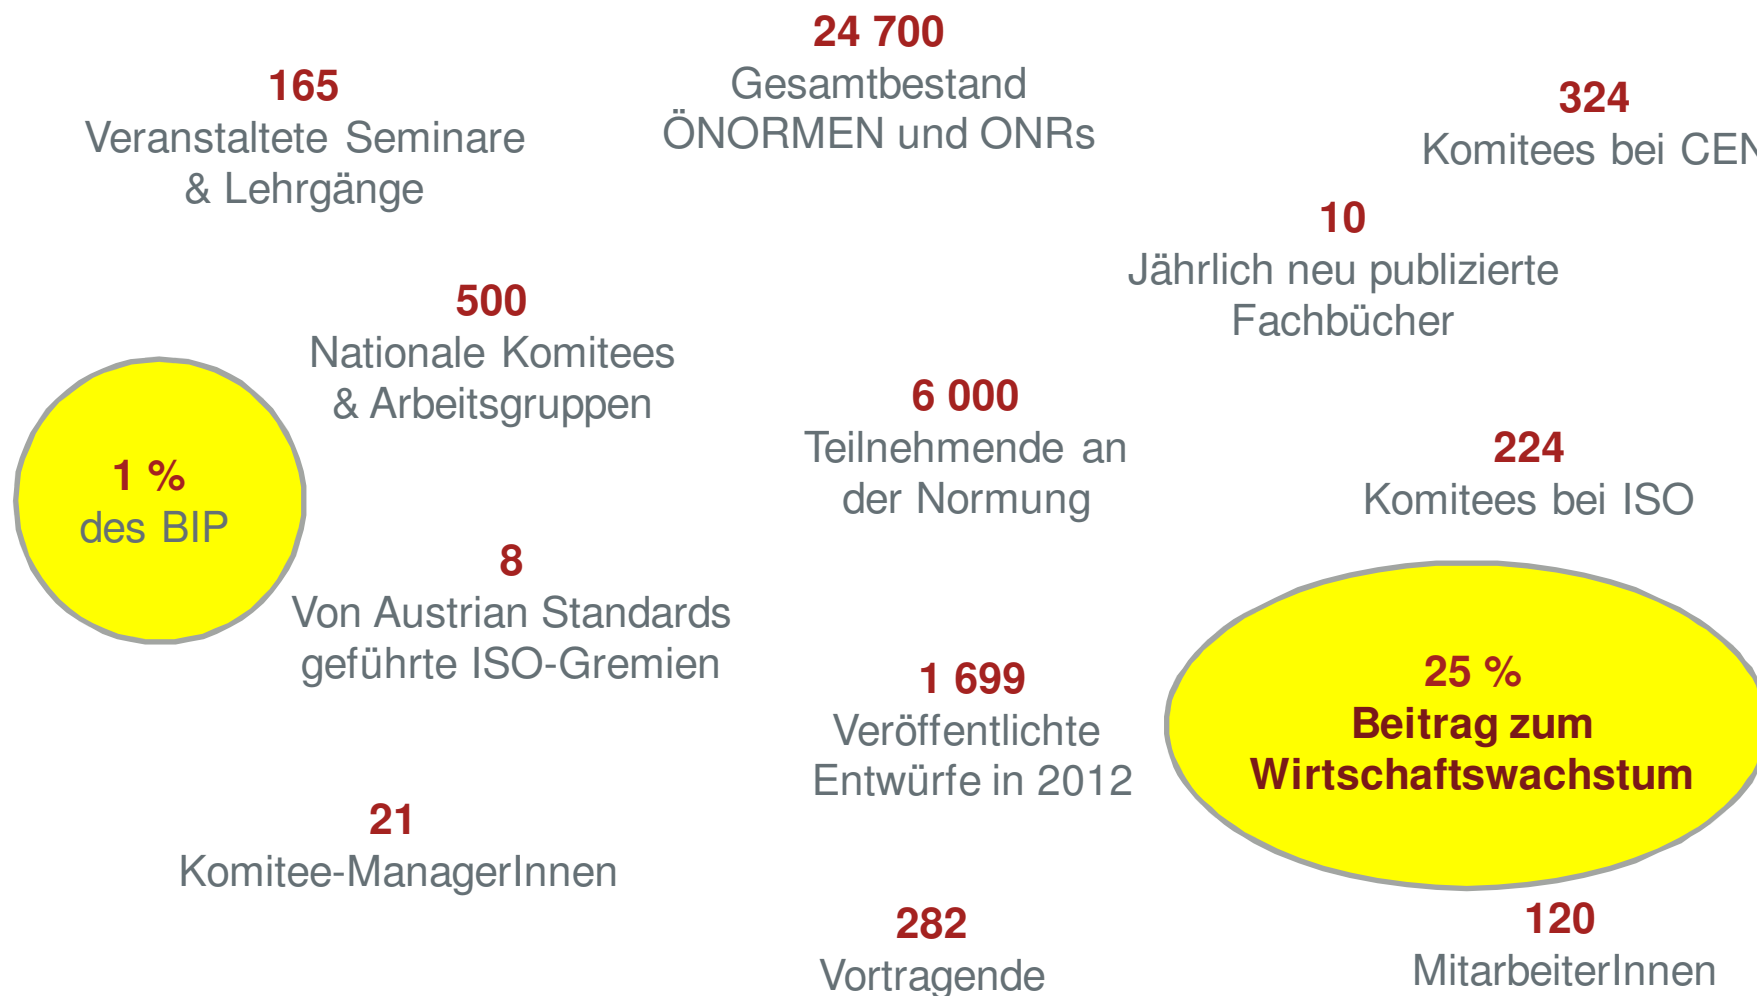 24 700
Gesamtbestand
ÖNORMEN und ONRs
165
Veranstaltete Seminare
& Lehrgänge
324
Komitees bei CEN
10
Jährlich neu publizierte
Fachbücher
500
Nationale Komitees
& Arbeitsgruppen
6 000
Teilnehmende an
der Normung
224
Komitees bei ISO
1 %
des BIP
8
Von Austrian Standards
geführte ISO-Gremien
1 699
Veröffentlichte
Entwürfe in 2012
25 %
Beitrag zum
Wirtschaftswachstum
21
Komitee-ManagerInnen
282
Vortragende
120
MitarbeiterInnen